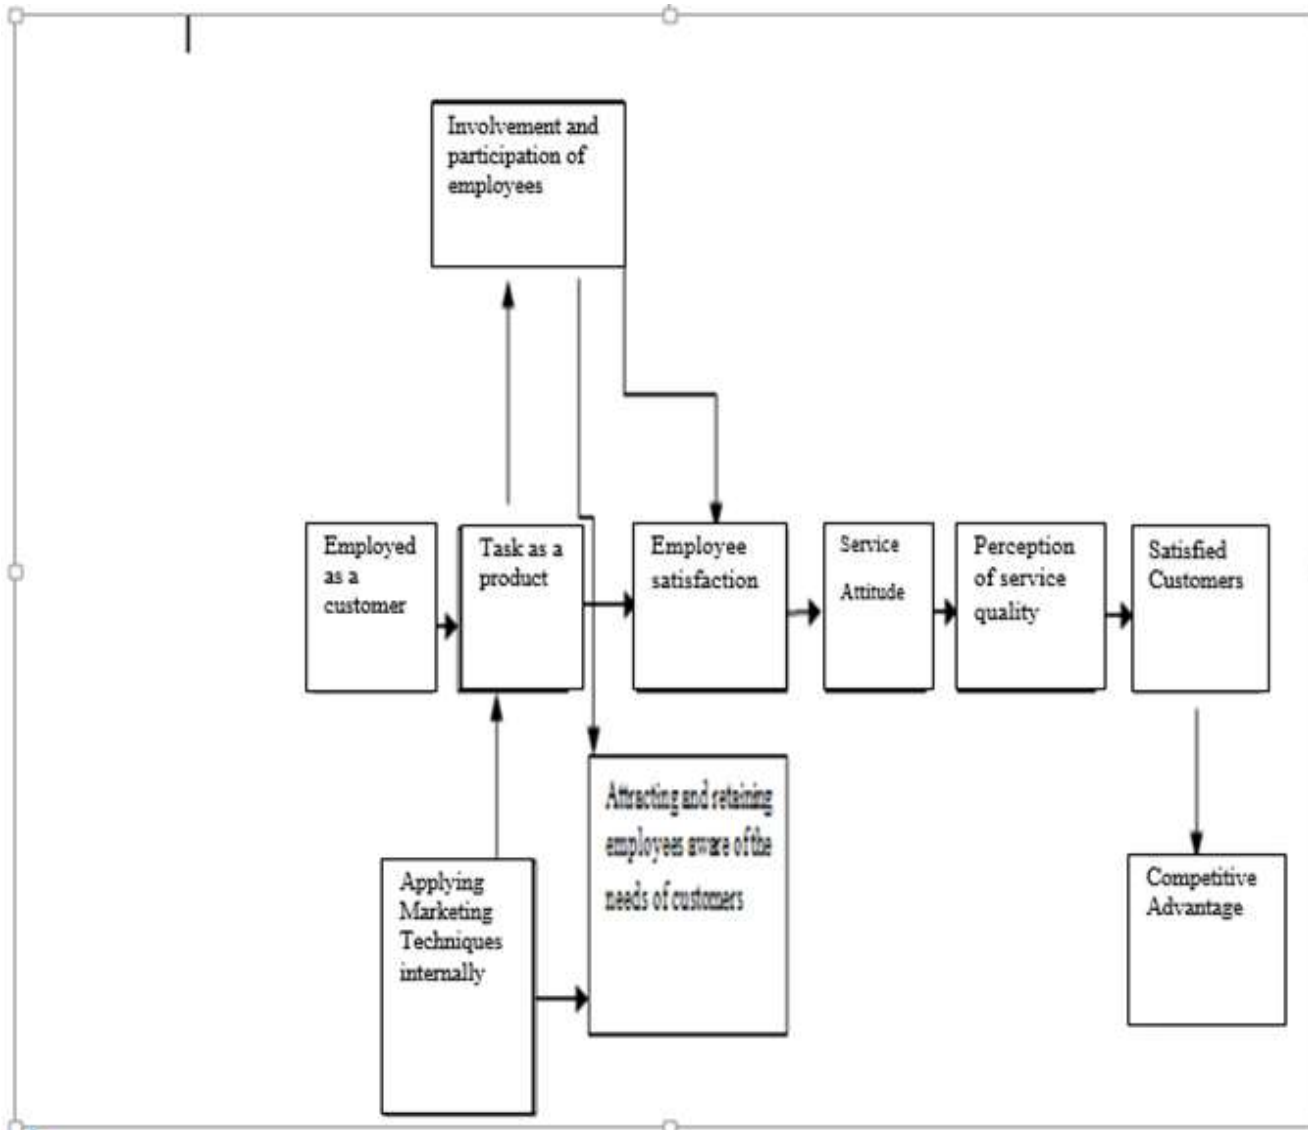 Involvement and
participation of
employees
Employed
as a
customer
Task as a
product
Employee
satisfaction
Service
Attitude
Perception
of service
quality
Satisfied
Customers
Attracting and retaining
employees aware of the
needs of customers
Applying
Marketing
Techniques
internally
Competitive
Advantage